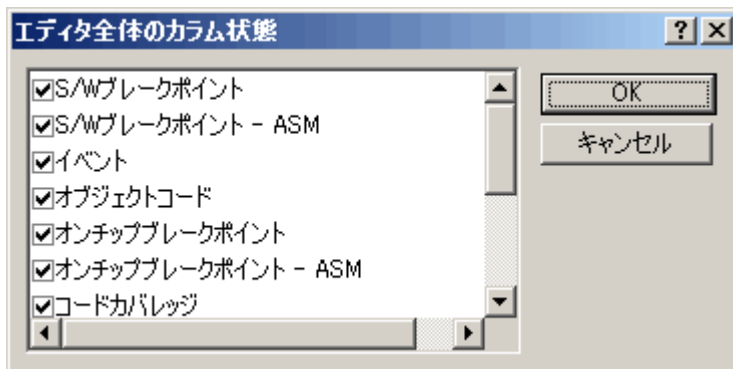 エディタ全体のカラム状態
S/Wブレークポイント
S/Wブレークポイント - ASM
イベント
オブジェクトコード
オンチップブレークポイント
オンチップブレークポイント - ASM
コードカバレッジ
OK
キャンセル